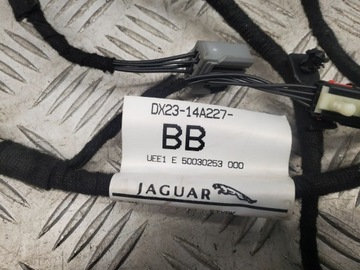 DX23-14A227-
BB
UEE1 E 50030253 000
JAGUAR